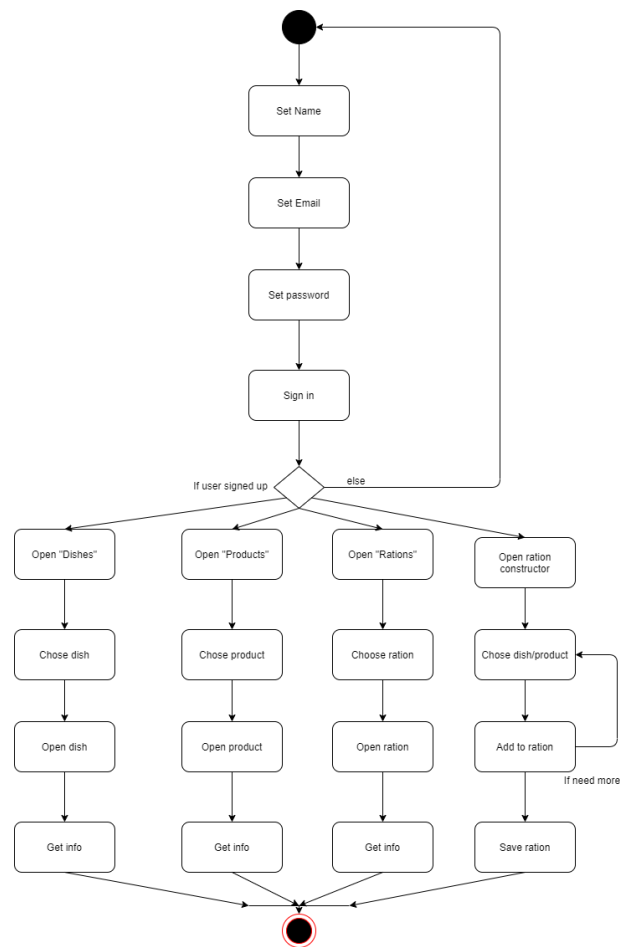 Set Name
Set Email
Set password
Sign in
If user signed up
else
Open "Dishes"
Open "Products"
Open "Rations"
Open ration
constructor
Chose dish
Chose product
Choose ration
Chose dish/product
Open dish
Open product
Open ration
Add to ration
If need more
Get info
Get info
Get info
Save ration